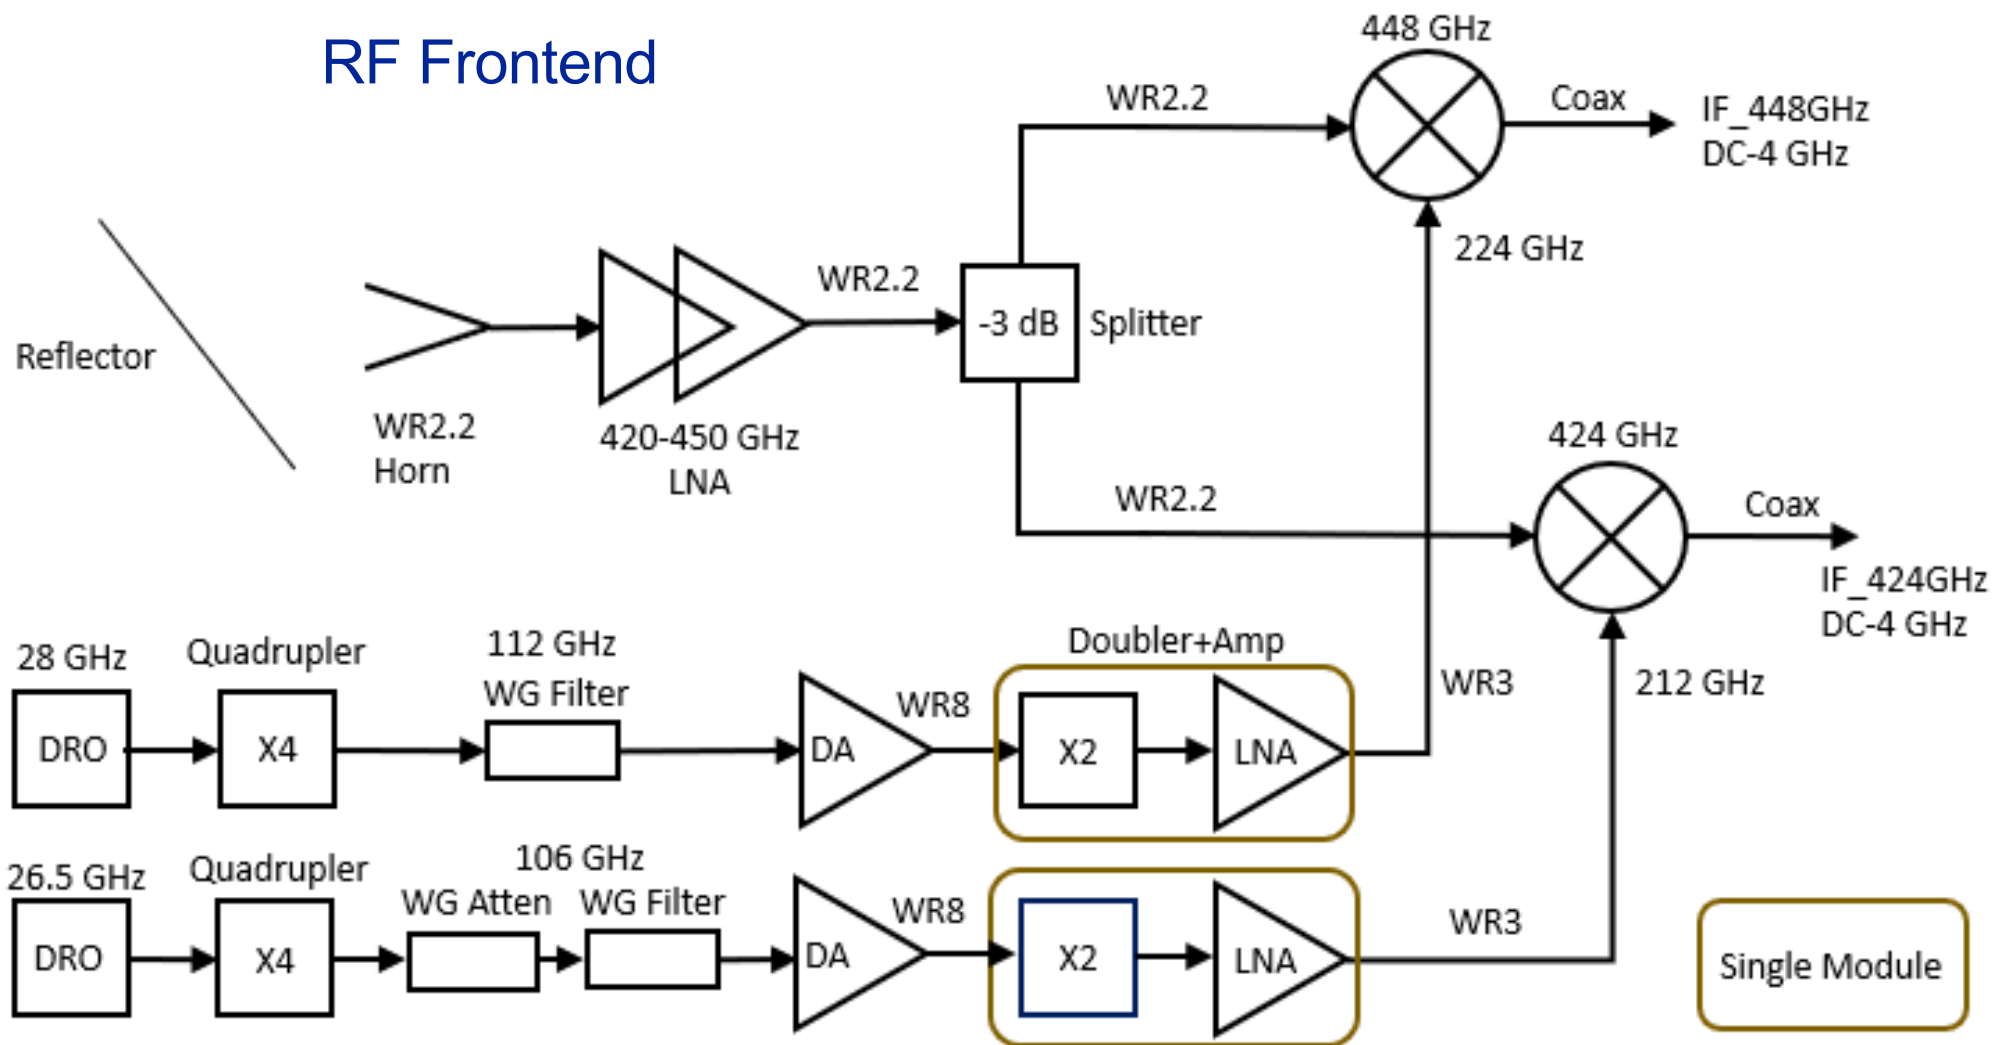 RF Frontend
448 GHz
WR2.2
Coax
IF_448GHz
DC-4 GHz
224 GHz
WR2.2
-3 dB
Splitter
Reflector
WR2.2
Horn
420-450 GHz
LNA
424 GHz
WR2.2
Coax
IF_424GHz
DC-4 GHz
28 GHz
Quadrupler
112 GHz
WG Filter
Doubler+Amp
WR3
212 GHz
DRO
X4
DA
WR8
X2
LNA
26.5 GHz
Quadrupler
106 GHz
WG Atten
WG Filter
WR8
WR3
DRO
X4
DA
X2
LNA
Single Module